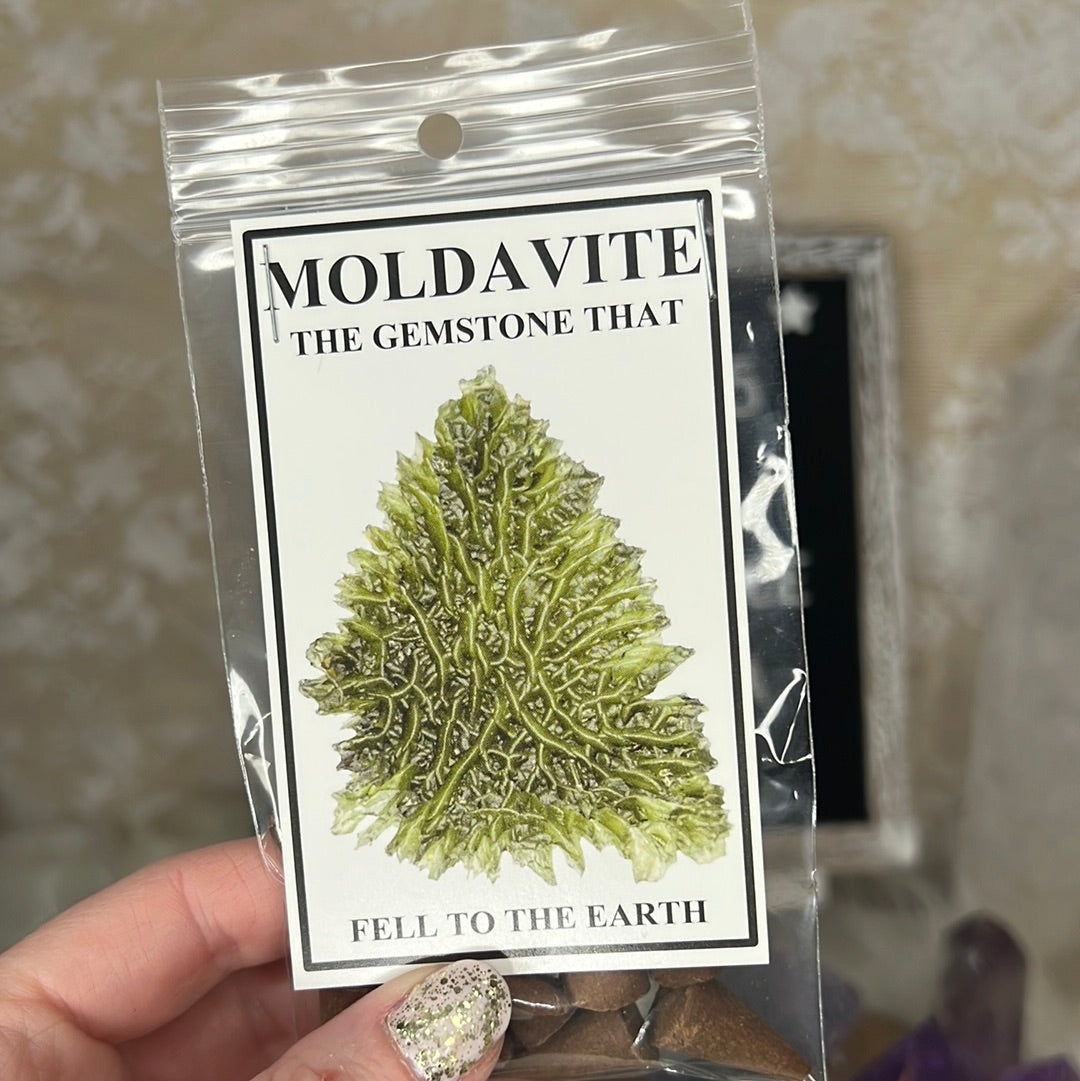 MOLDAVITE
THE GEMSTONE THAT
FELL TO THE EARTH